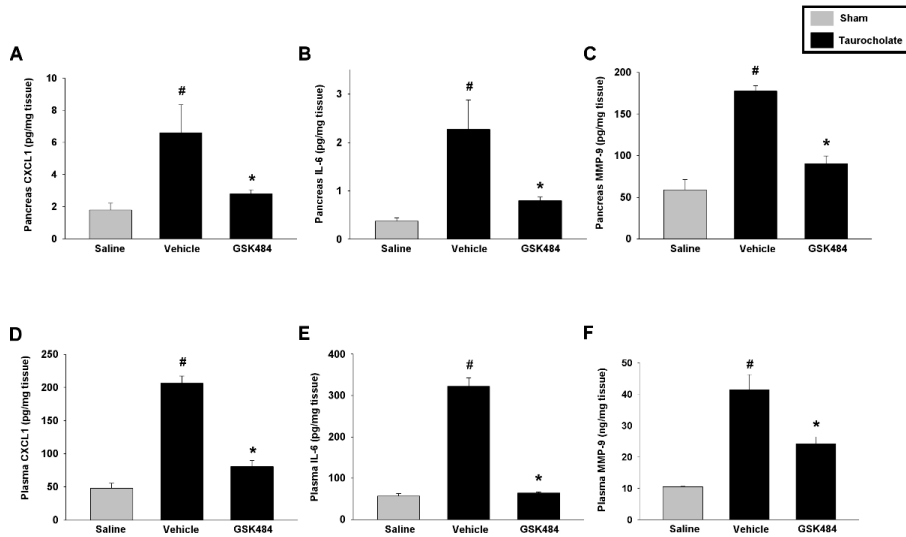 Sham
Taurocholate
A
Pancreas CXCL1 (pg/mg tissue)
10
8
6
4
2
0
#
*
Saline Vehicle GSK484
B
Pancreas IL-6 (pg/mg tissue)
3
2
1
0
#
*
Saline Vehicle GSK484
C
Pancreas MMP-9 (pg/mg tissue)
200
150
100
50
0
#
*
Saline Vehicle GSK484
D
Plasma CXCL1 (pg/mg tissue)
250
200
150
100
50
0
#
*
Saline Vehicle GSK484
E
Plasma IL-6 (pg/mg tissue)
400
300
200
100
0
#
*
Saline Vehicle GSK484
F
Plasma MMP-9 (ng/mg tissue)
50
40
30
20
10
0
#
*
Saline Vehicle GSK484